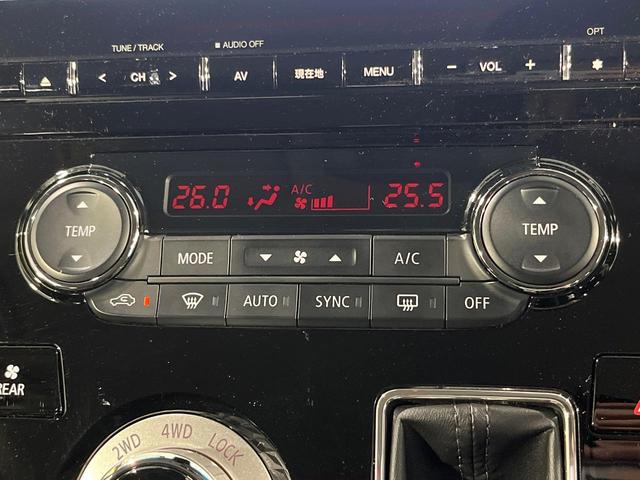 TUNE / TRACK AUDIO OFF OPT
< CH > AV 現在地 MENU − VOL +
26.0 A/C 25.5
TEMP TEMP
MODE A/C
AUTO SYNC OFF
REAR
2WD 4WD LOCK